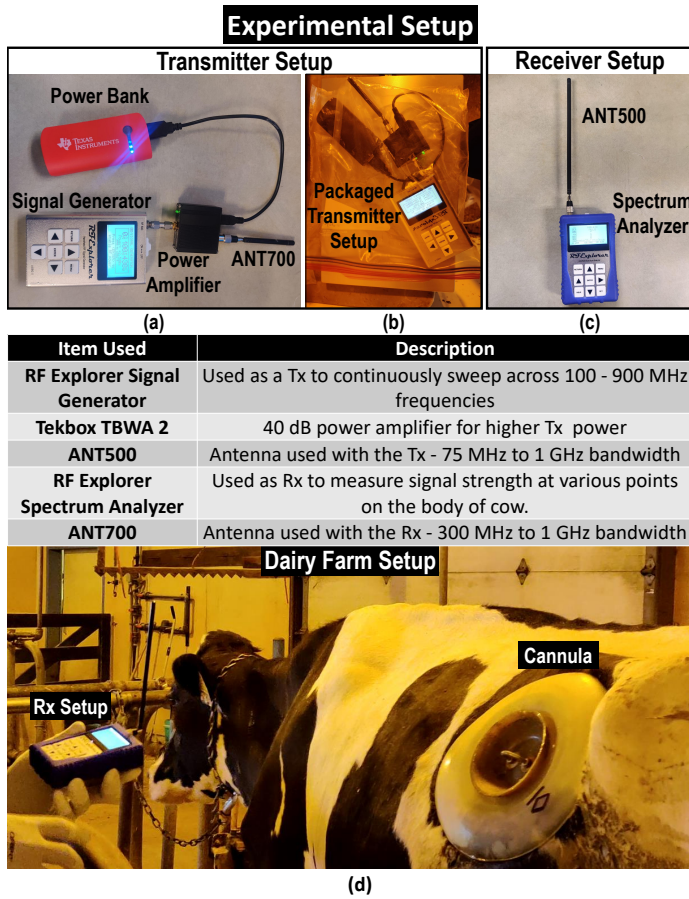 Experimental Setup
Transmitter Setup
Receiver Setup
Power Bank
TEXAS
INSTRUMENTS
Signal Generator
RF Explorer
Power
Amplifier
ANT700
Packaged
Transmitter
Setup
ANT500
Spectrum
Analyzer
RF Explorer
(a)
(b)
(c)
Item Used
Description
RF Explorer Signal
Generator
Used as a Tx to continuously sweep across 100 - 900 MHz
frequencies
Tekbox TBWA 2
40 dB power amplifier for higher Tx power
ANT500
Antenna used with the Tx - 75 MHz to 1 GHz bandwidth
RF Explorer
Spectrum Analyzer
Used as Rx to measure signal strength at various points
on the body of cow.
ANT700
Antenna used with the Rx - 300 MHz to 1 GHz bandwidth
Dairy Farm Setup
Cannula
Rx Setup
(d)